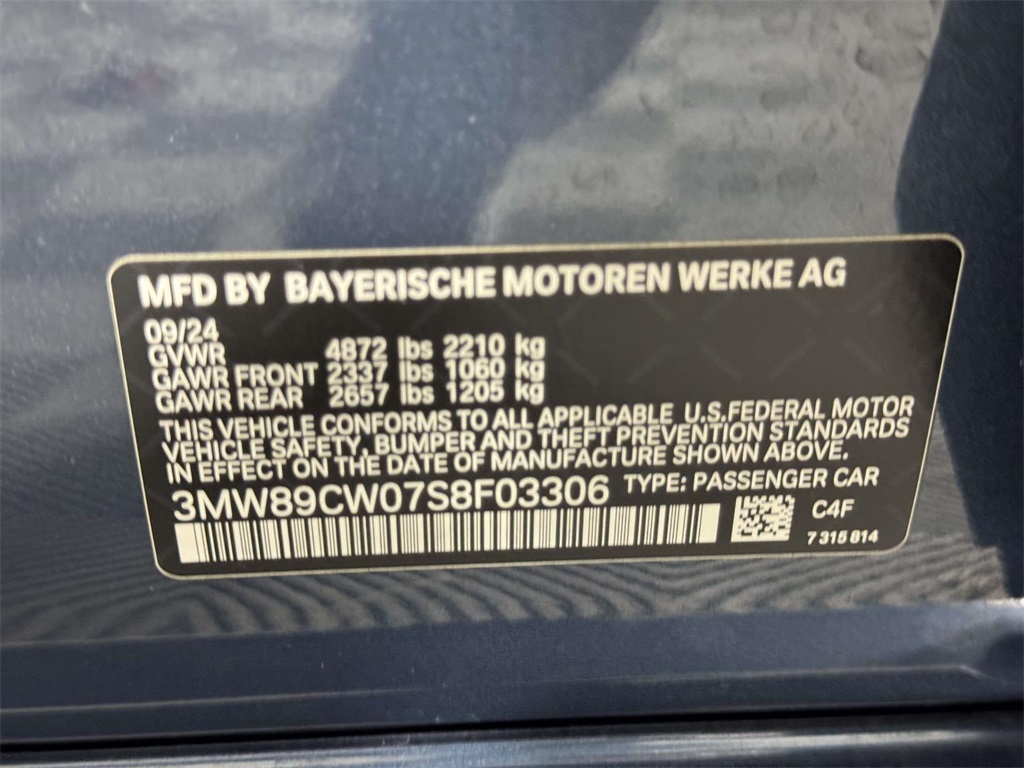 MFD BY BAYERISCHE MOTOREN WERKE AG
09/24
GVWR 4872 lbs 2210 kg
GAWR FRONT 2337 lbs 1060 kg
GAWR REAR 2657 lbs 1205 kg
THIS VEHICLE CONFORMS TO ALL APPLICABLE U.S.FEDERAL MOTOR
VEHICLE SAFETY, BUMPER AND THEFT PREVENTION STANDARDS
IN EFFECT ON THE DATE OF MANUFACTURE SHOWN ABOVE.
3MW89CW07S8F03306 TYPE: PASSENGER CAR
C4F
7 315 814